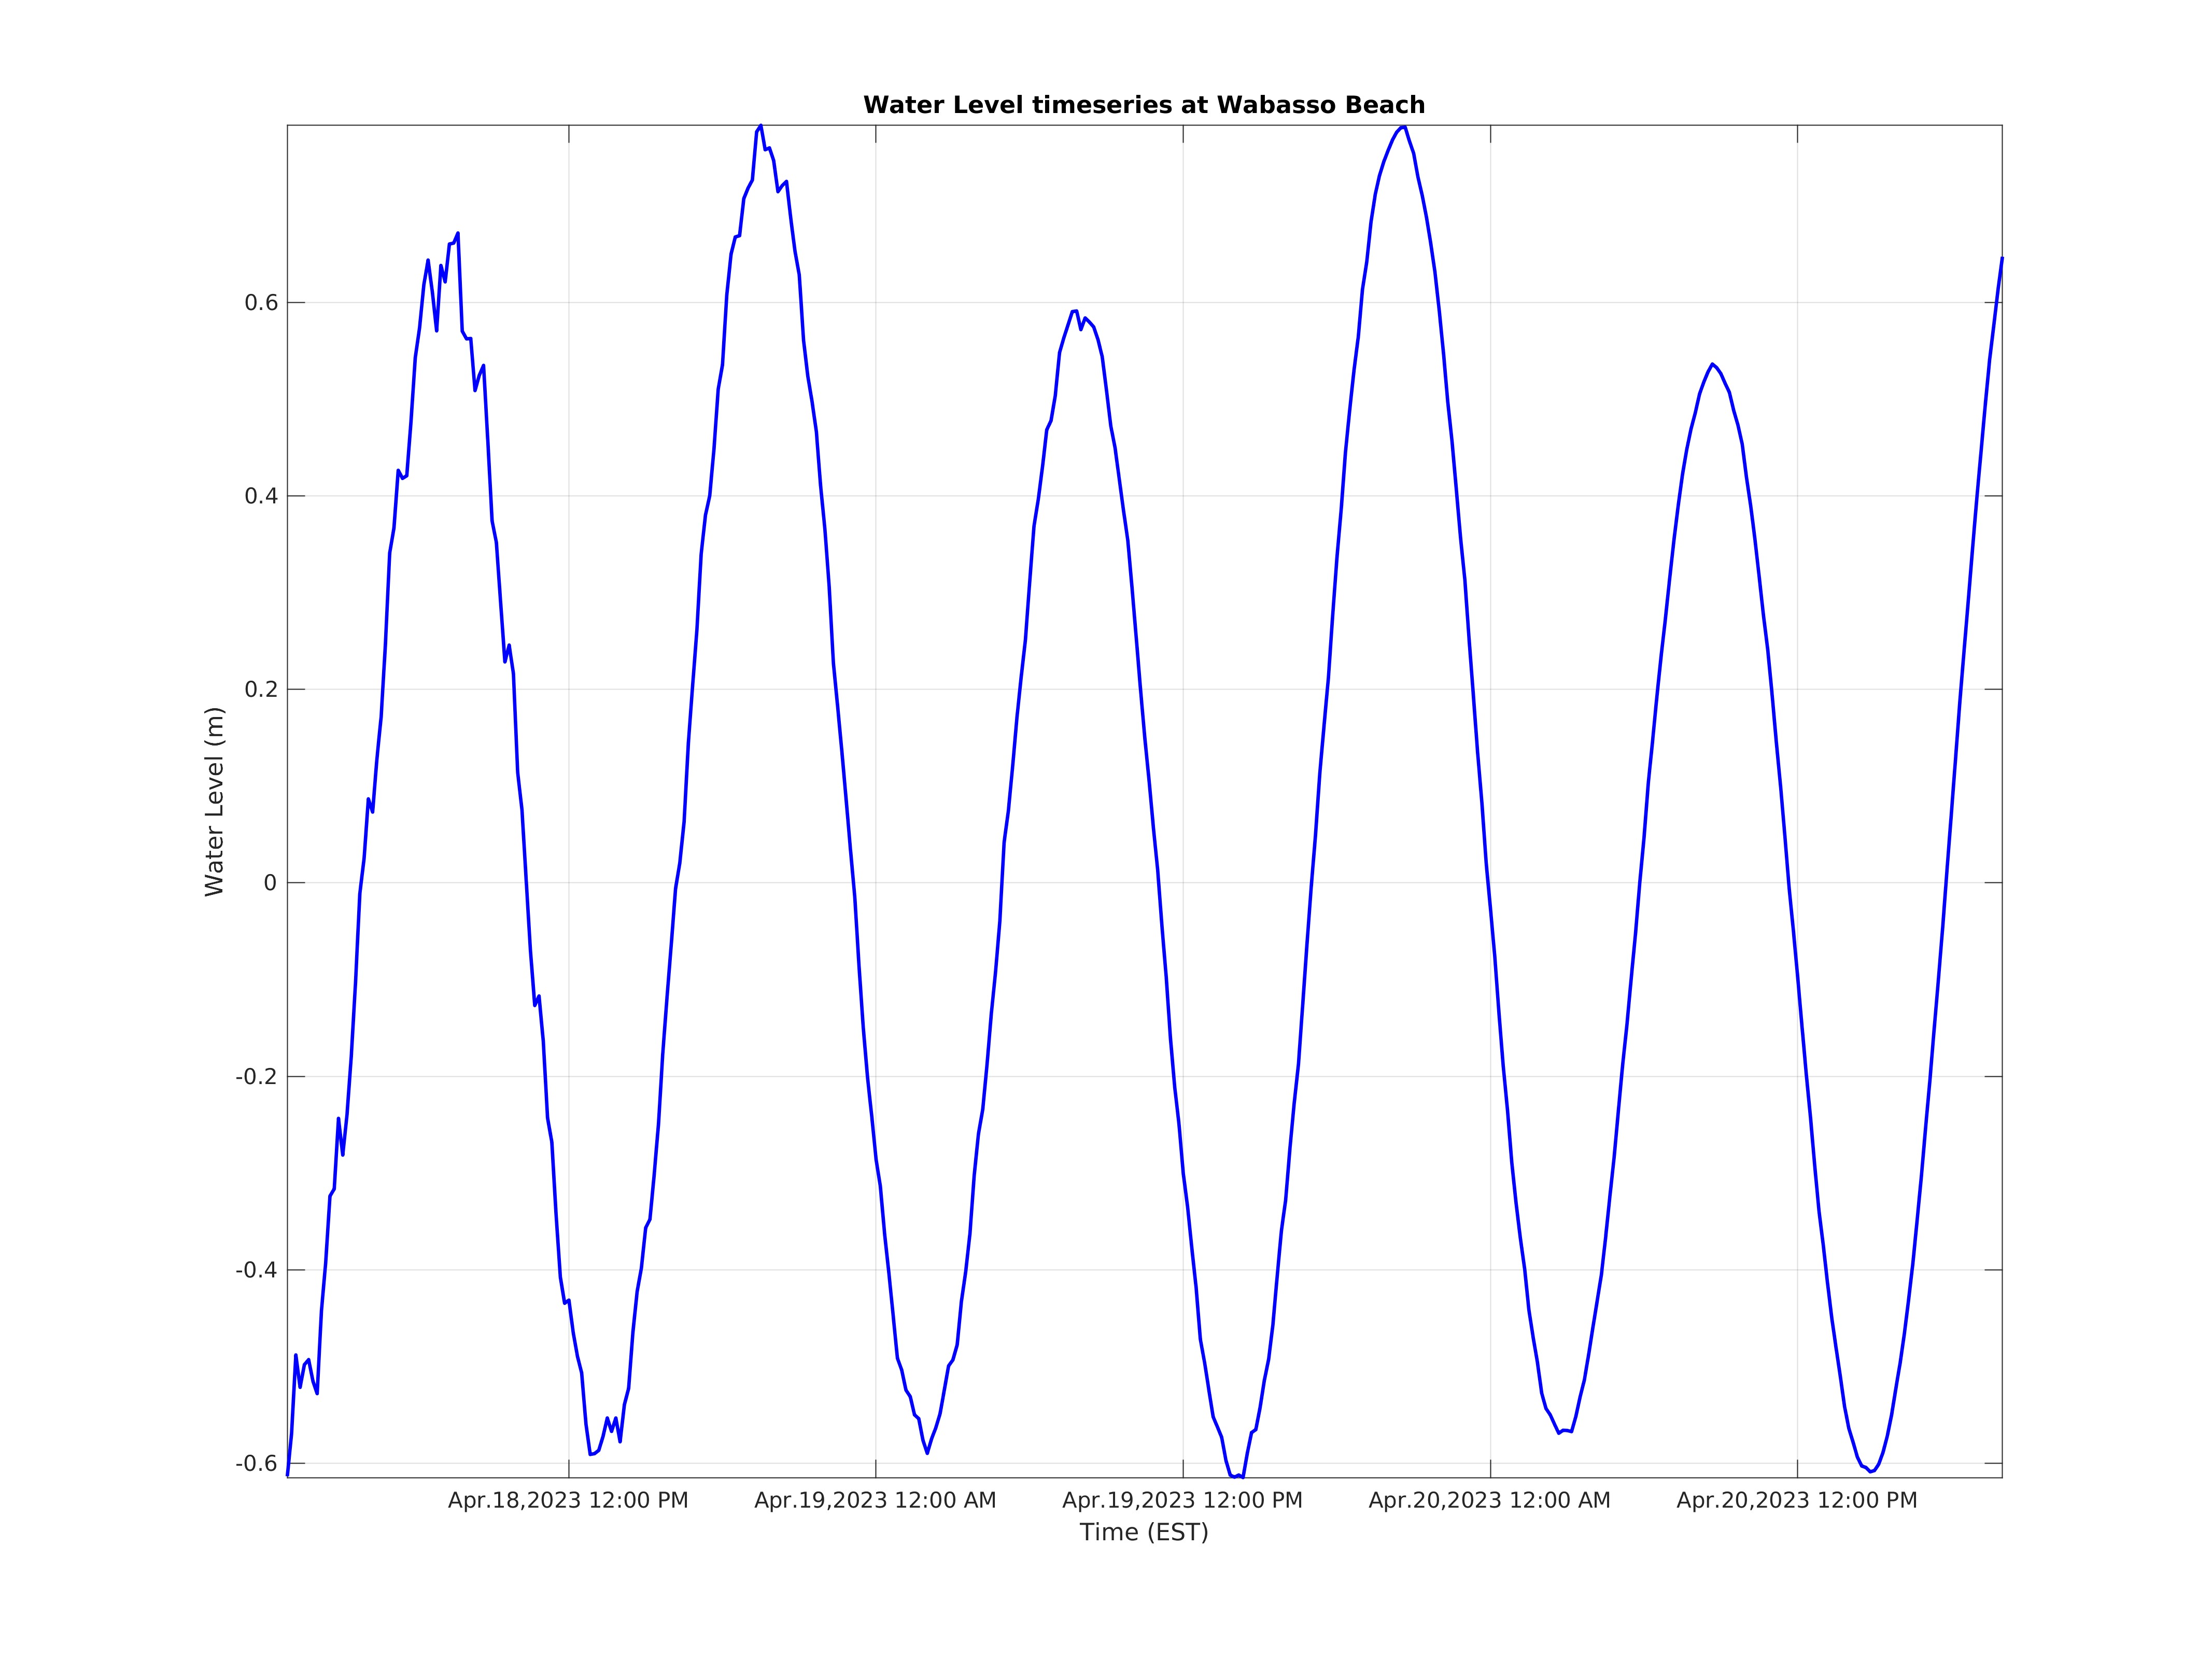 Water Level timeseries at Wabasso Beach
Water Level (m)
0.6
0.4
0.2
0
-0.2
-0.4
-0.6
Apr.18,2023 12:00 PM
Apr.19,2023 12:00 AM
Apr.19,2023 12:00 PM
Apr.20,2023 12:00 AM
Apr.20,2023 12:00 PM
Time (EST)